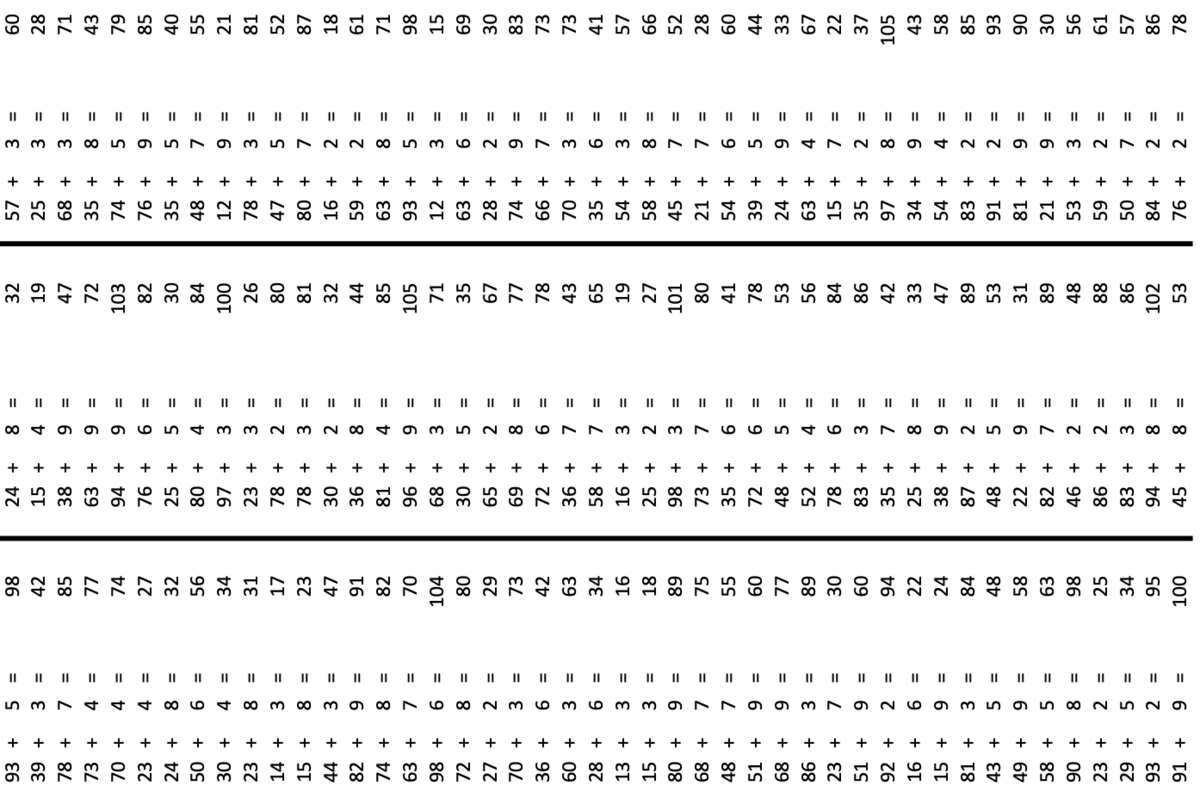 93 + 5 = 98 24 + 8 = 32 57 + 3 = 60
39 + 3 = 42 15 + 4 = 19 25 + 3 = 28
78 + 7 = 85 38 + 9 = 47 68 + 3 = 71
73 + 4 = 77 63 + 9 = 72 35 + 8 = 43
70 + 4 = 74 94 + 9 = 103 74 + 5 = 79
23 + 4 = 27 76 + 6 = 82 76 + 9 = 85
24 + 8 = 32 25 + 5 = 30 35 + 5 = 40
50 + 6 = 56 80 + 4 = 84 48 + 7 = 55
30 + 4 = 34 97 + 3 = 100 12 + 9 = 21
23 + 8 = 31 23 + 3 = 26 78 + 3 = 81
14 + 3 = 17 78 + 2 = 80 47 + 5 = 52
15 + 8 = 23 78 + 3 = 81 80 + 7 = 87
44 + 3 = 47 30 + 2 = 32 16 + 2 = 18
82 + 9 = 91 36 + 8 = 44 59 + 2 = 61
74 + 8 = 82 81 + 4 = 85 63 + 8 = 71
63 + 7 = 70 96 + 9 = 105 93 + 5 = 98
98 + 6 = 104 68 + 3 = 71 12 + 3 = 15
72 + 8 = 80 30 + 5 = 35 63 + 6 = 69
27 + 2 = 29 65 + 2 = 67 28 + 2 = 30
70 + 3 = 73 69 + 8 = 77 74 + 9 = 83
36 + 6 = 42 72 + 6 = 78 66 + 7 = 73
60 + 3 = 63 36 + 7 = 43 70 + 3 = 73
28 + 6 = 34 58 + 7 = 65 35 + 6 = 41
13 + 3 = 16 16 + 3 = 19 54 + 3 = 57
15 + 3 = 18 25 + 2 = 27 58 + 8 = 66
80 + 9 = 89 98 + 3 = 101 45 + 7 = 52
68 + 7 = 75 73 + 7 = 80 21 + 7 = 28
48 + 7 = 55 35 + 6 = 41 54 + 6 = 60
51 + 9 = 60 72 + 6 = 78 39 + 5 = 44
68 + 9 = 77 48 + 5 = 53 24 + 9 = 33
86 + 3 = 89 52 + 4 = 56 63 + 4 = 67
23 + 7 = 30 78 + 6 = 84 15 + 7 = 22
51 + 9 = 60 83 + 3 = 86 35 + 2 = 37
92 + 2 = 94 35 + 7 = 42 97 + 8 = 105
16 + 6 = 22 25 + 8 = 33 34 + 9 = 43
15 + 9 = 24 38 + 9 = 47 54 + 4 = 58
81 + 3 = 84 87 + 2 = 89 83 + 2 = 85
43 + 5 = 48 48 + 5 = 53 91 + 2 = 93
49 + 9 = 58 22 + 9 = 31 81 + 9 = 90
58 + 5 = 63 82 + 7 = 89 21 + 9 = 30
90 + 8 = 98 46 + 2 = 48 53 + 3 = 56
23 + 2 = 25 86 + 2 = 88 59 + 2 = 61
29 + 5 = 34 83 + 3 = 86 50 + 7 = 57
93 + 2 = 95 94 + 8 = 102 84 + 2 = 86
91 + 9 = 100 45 + 8 = 53 76 + 2 = 78